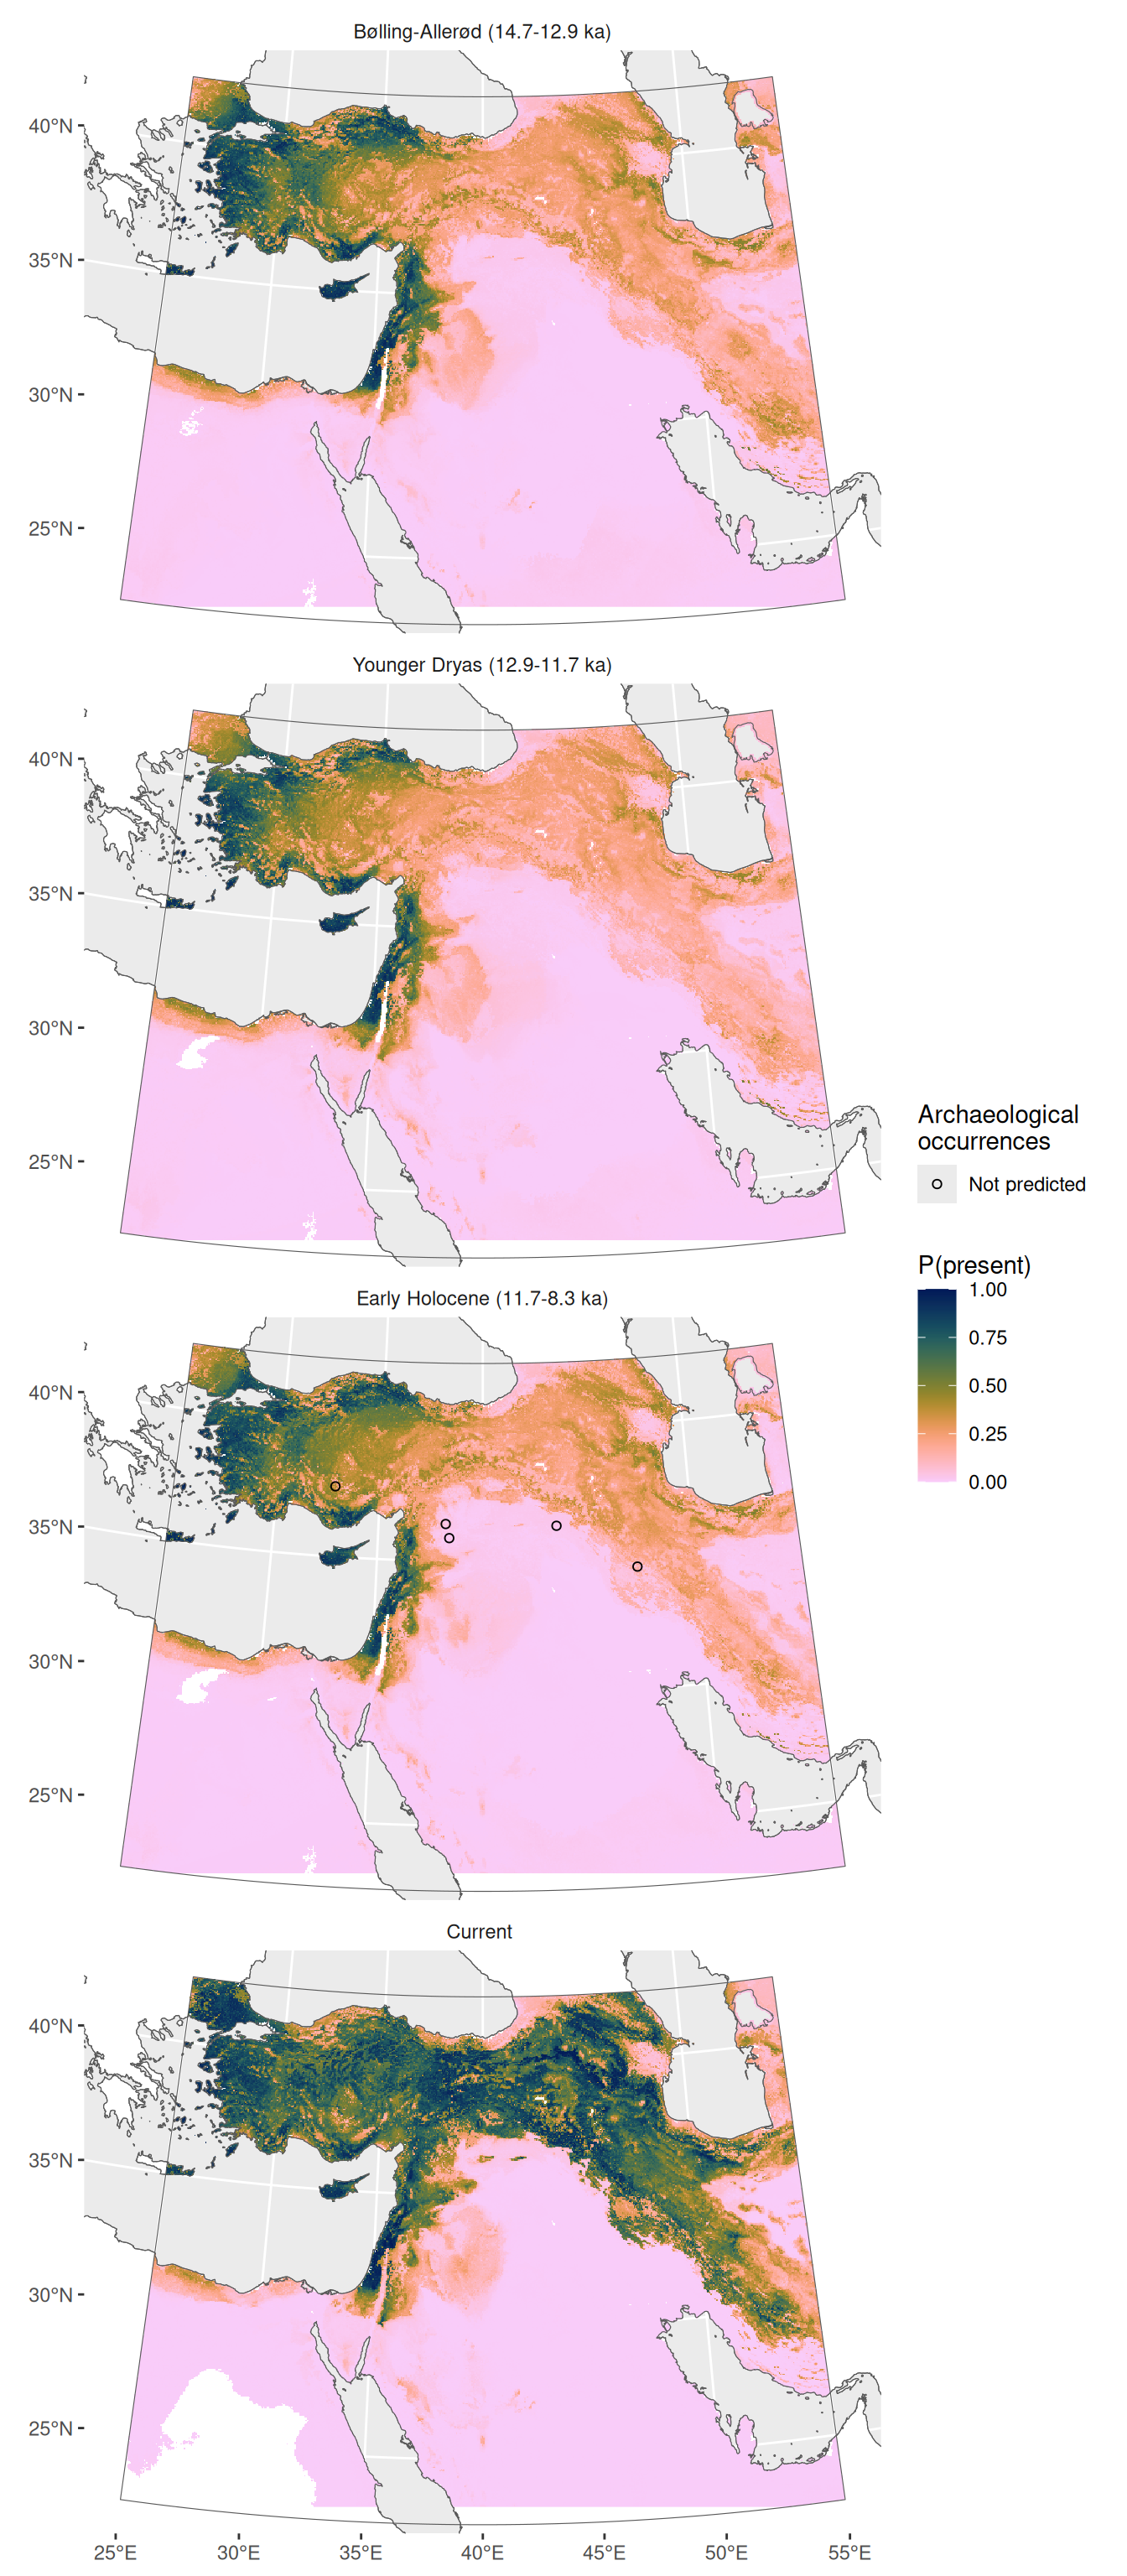 Bølling-Allerød (14.7-12.9 ka)
40°N
35°N
30°N
25°N
Younger Dryas (12.9-11.7 ka)
40°N
35°N
30°N
25°N
Archaeological
occurrences
Not predicted
P(present)
1.00
0.75
0.50
0.25
0.00
Early Holocene (11.7-8.3 ka)
40°N
35°N
30°N
25°N
Current
40°N
35°N
30°N
25°N
25°E 30°E 35°E 40°E 45°E 50°E 55°E